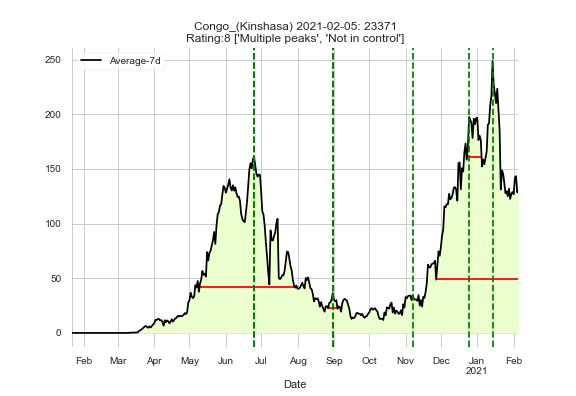 Congo_(Kinshasa) 2021-02-05: 23371
Rating:8 ['Multiple peaks', 'Not in control']
Average-7d
250
200
150
100
50
0
Feb Mar Apr May Jun Jul Aug Sep Oct Nov Dec Jan Feb
2021
Date